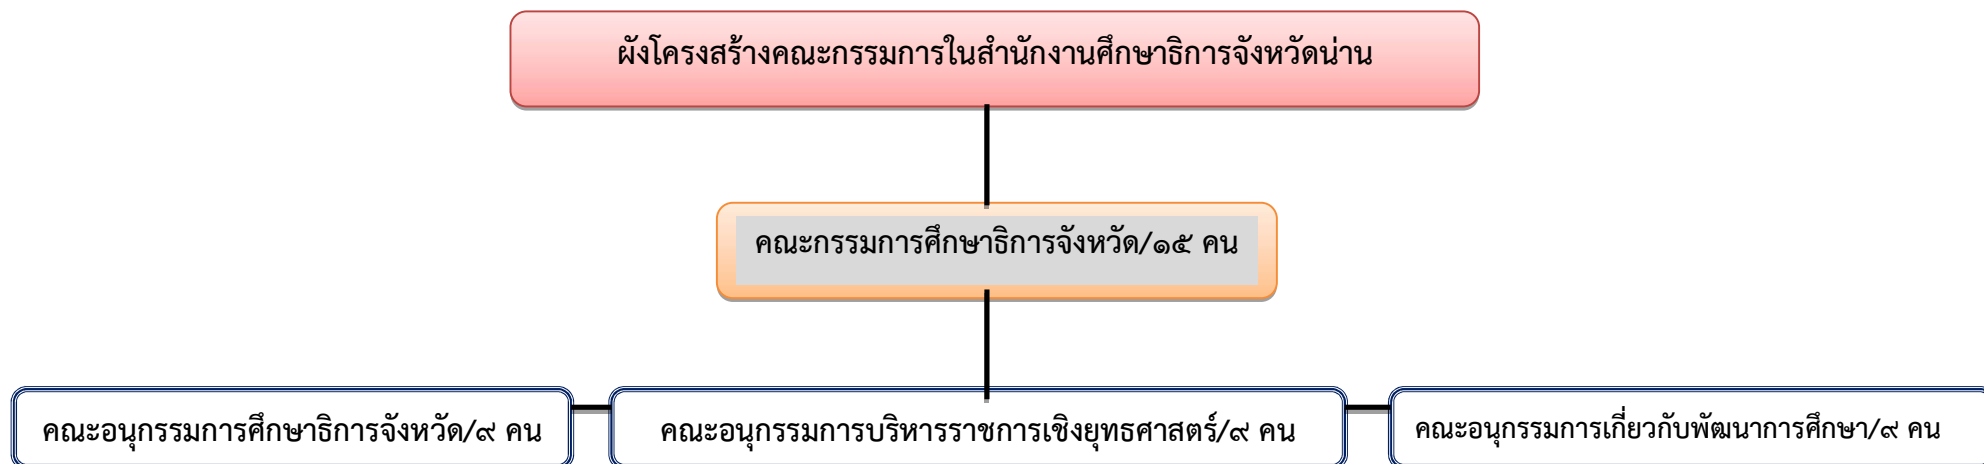 ผังโครงสร้างคณะกรรมการในสำนักงานศึกษาธิการจังหวัดน่าน
คณะกรรมการศึกษาธิการจังหวัด/๑๕ คน
คณะอนุกรรมการศึกษาธิการจังหวัด/๙ คน
คณะอนุกรรมการบริหารราชการเชิงยุทธศาสตร์/๙ คน
คณะอนุกรรมการเกี่ยวกับพัฒนาการศึกษา/๙ คน